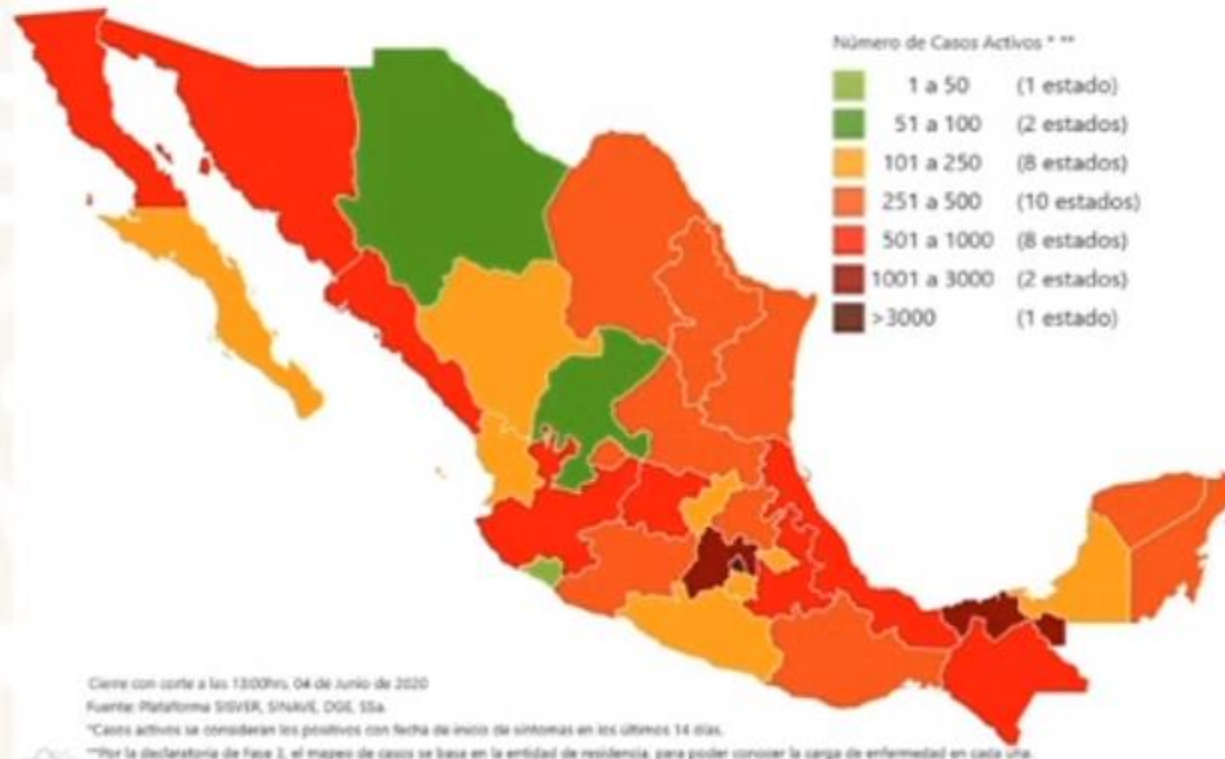 Número de Casos Activos * **
1 a 50 (1 estado)
51 a 100 (2 estados)
101 a 250 (8 estados)
251 a 500 (10 estados)
501 a 1000 (8 estados)
1001 a 3000 (2 estados)
>3000 (1 estado)
Cierre con corte a las 13:00hrs, 04 de Junio de 2020
Fuente: Plataforma SISVER, SINAVE, DGE, SSa.
*Casos activos se consideran los positivos con fecha de inicio de síntomas en los últimos 14 días.
**Por la declaratoria de Fase 3, el mapeo de casos se basa en la entidad de residencia, para poder conocer la carga de enfermedad en cada una.